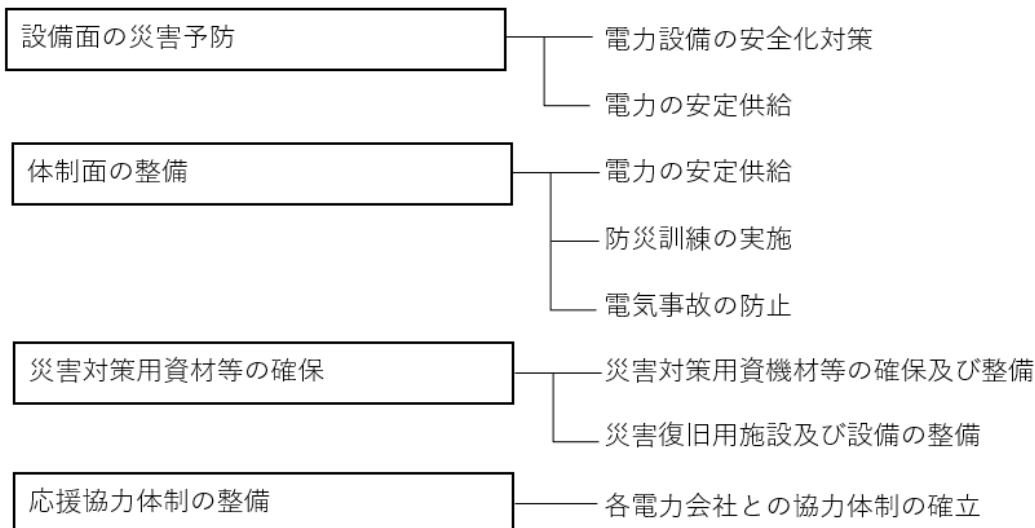 設備面の災害予防
電力設備の安全化対策
電力の安定供給
体制面の整備
電力の安定供給
防災訓練の実施
電気事故の防止
災害対策用資材等の確保
災害対策用資機材等の確保及び整備
災害復旧用施設及び設備の整備
応援協力体制の整備
各電力会社との協力体制の確立